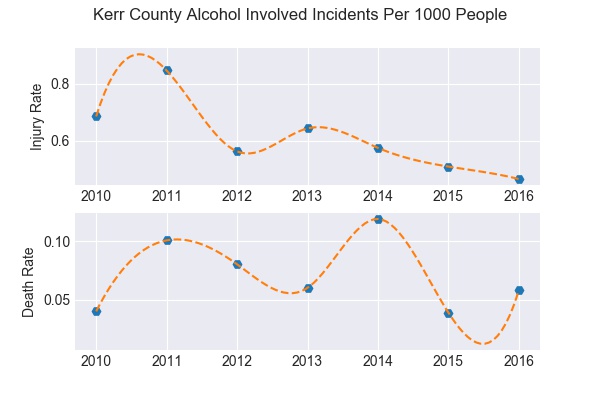 Kerr County Alcohol Involved Incidents Per 1000 People
Injury Rate
0.8
0.6
2010 2011 2012 2013 2014 2015 2016
Death Rate
0.10
0.05
2010 2011 2012 2013 2014 2015 2016